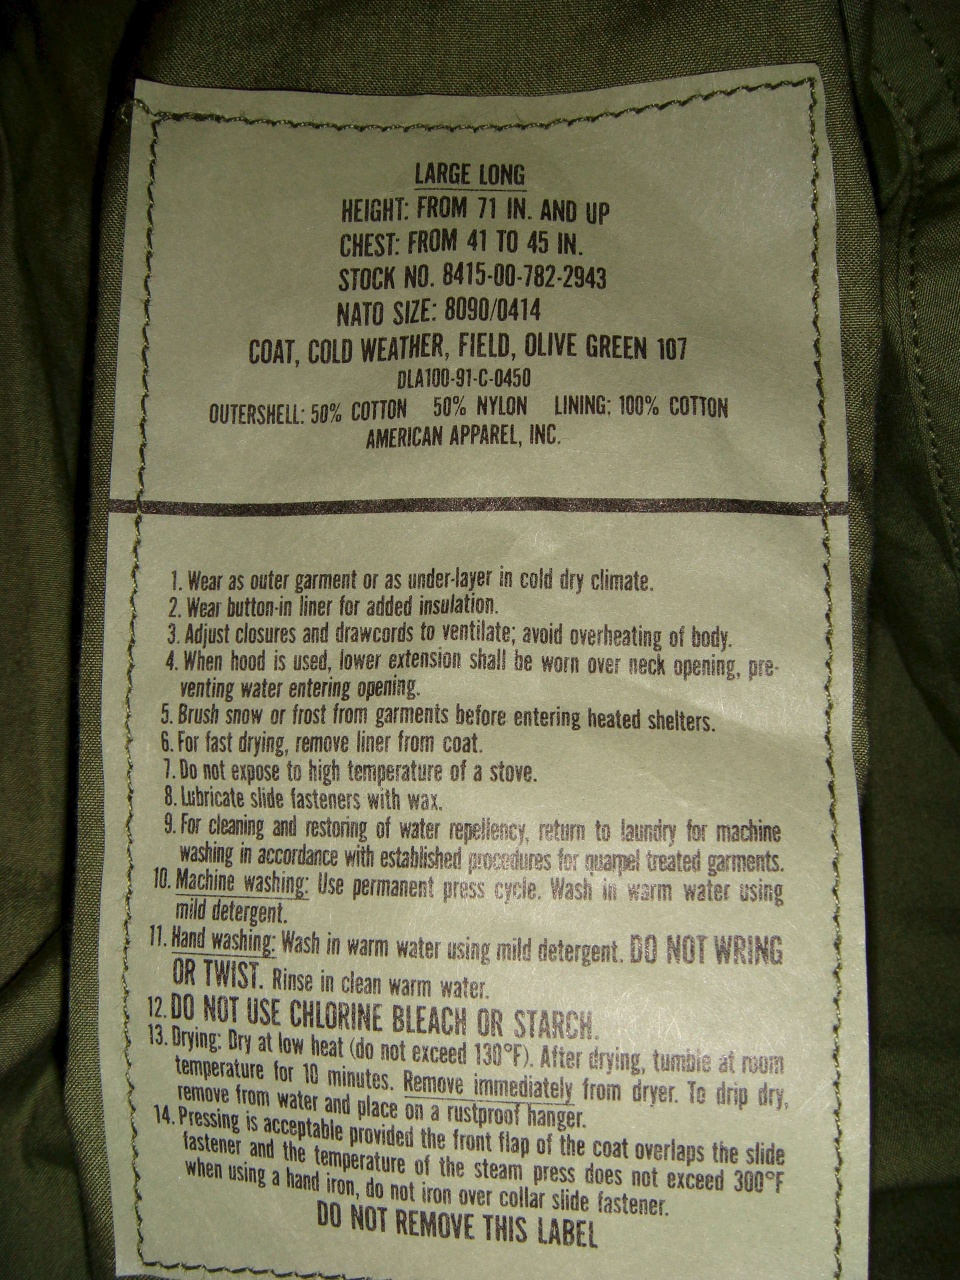 LARGE LONG
HEIGHT: FROM 71 IN. AND UP
CHEST: FROM 41 TO 45 IN.
STOCK NO. 8415-00-782-2943
NATO SIZE: 8090/0414
COAT, COLD WEATHER, FIELD, OLIVE GREEN 107
DLA100-91-C-0450
OUTERSHELL: 50% COTTON 50% NYLON LINING: 100% COTTON
AMERICAN APPAREL, INC.
1. Wear as outer garment or as under-layer in cold dry climate.
2. Wear button-in liner for added insulation.
3. Adjust closures and drawcords to ventilate; avoid overheating of body.
4. When hood is used, lower extension shall be worn over neck opening, pre-
venting water entering opening.
5. Brush snow or frost from garments before entering heated shelters.
6. For fast drying, remove liner from coat.
7. Do not expose to high temperature of a stove.
8. Lubricate slide fasteners with wax.
9. For cleaning and restoring of water repellency, return to laundry for machine
washing in accordance with established procedures for quarpel treated garments.
10. Machine washing: Use permanent press cycle. Wash in warm water using
mild detergent.
11. Hand washing: Wash in warm water using mild detergent. DO NOT WRING
OR TWIST. Rinse in clean warm water.
12. DO NOT USE CHLORINE BLEACH OR STARCH.
13. Drying: Dry at low heat (do not exceed 130°F). After drying, tumble at room
temperature for 10 minutes. Remove immediately from dryer. To drip dry,
remove from water and place on a rustproof hanger.
14. Pressing is acceptable provided the front flap of the coat overlaps the slide
fastener and the temperature of the steam press does not exceed 300°F
when using a hand iron, do not iron over collar slide fastener.
DO NOT REMOVE THIS LABEL